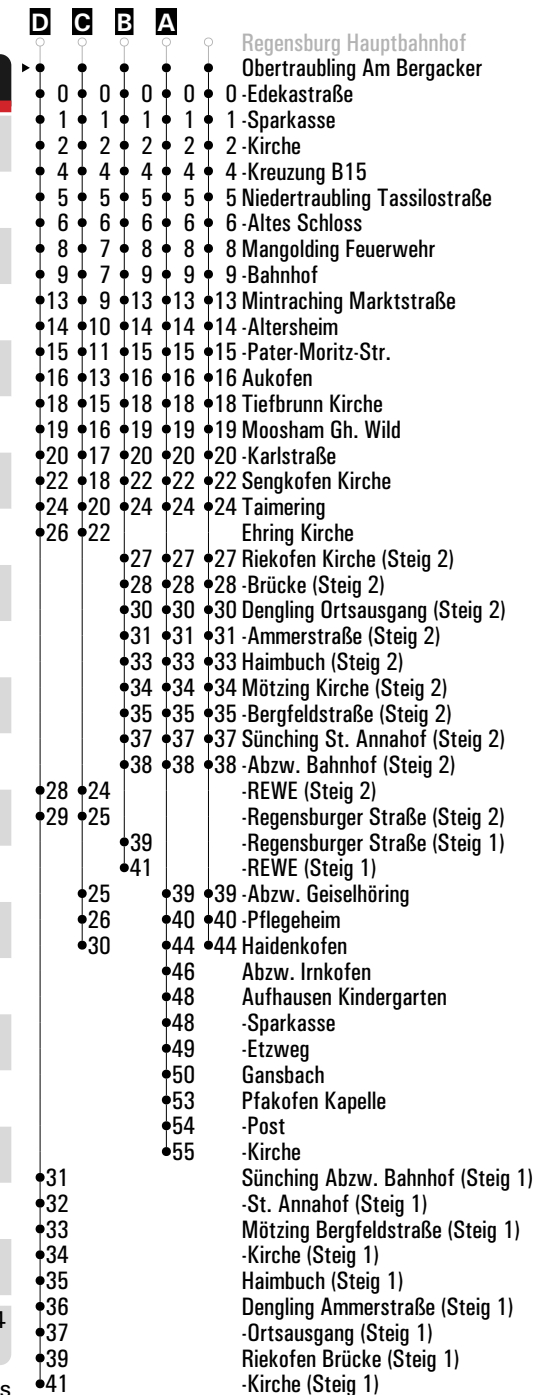 D C B A
Regensburg Hauptbahnhof
Obertraubling Am Bergacker
0 0 0 0 0 -Edekastraße
1 1 1 1 1 -Sparkasse
2 2 2 2 2 -Kirche
4 4 4 4 4 -Kreuzung B15
5 5 5 5 5 Niedertraubling Tassilostraße
6 6 6 6 6 -Altes Schloss
8 7 8 8 8 Mangolding Feuerwehr
9 7 9 9 9 -Bahnhof
13 9 13 13 13 Mintraching Marktstraße
14 10 14 14 14 -Altersheim
15 11 15 15 15 -Pater-Moritz-Str.
16 13 16 16 16 Aukofen
18 15 18 18 18 Tiefbrunn Kirche
19 16 19 19 19 Moosham Gh. Wild
20 17 20 20 20 -Karlstraße
22 18 22 22 22 Sengkofen Kirche
24 20 24 24 24 Taimering
26 22 Ehring Kirche
27 27 27 Riekofen Kirche (Steig 2)
28 28 28 -Brücke (Steig 2)
30 30 30 Dengling Ortsausgang (Steig 2)
31 31 31 -Ammerstraße (Steig 2)
33 33 33 Haimbuch (Steig 2)
34 34 34 Mötzing Kirche (Steig 2)
35 35 35 -Bergfeldstraße (Steig 2)
37 37 37 Sünching St. Annahof (Steig 2)
38 38 38 -Abzw. Bahnhof (Steig 2)
28 24 -REWE (Steig 2)
29 25 -Regensburger Straße (Steig 2)
39 -Regensburger Straße (Steig 1)
41 -REWE (Steig 1)
25 39 39 -Abzw. Geiselhöring
26 40 40 -Pflegeheim
30 44 44 Haidenkofen
46 Abzw. Irnkofen
48 Aufhausen Kindergarten
48 -Sparkasse
49 -Etzweg
50 Gansbach
53 Pfakofen Kapelle
54 -Post
55 -Kirche
31 Sünching Abzw. Bahnhof (Steig 1)
32 -St. Annahof (Steig 1)
33 Mötzing Bergfeldstraße (Steig 1)
34 -Kirche (Steig 1)
35 Haimbuch (Steig 1)
36 Dengling Ammerstraße (Steig 1)
37 -Ortsausgang (Steig 1)
39 Riekofen Brücke (Steig 1)
41 -Kirche (Steig 1)